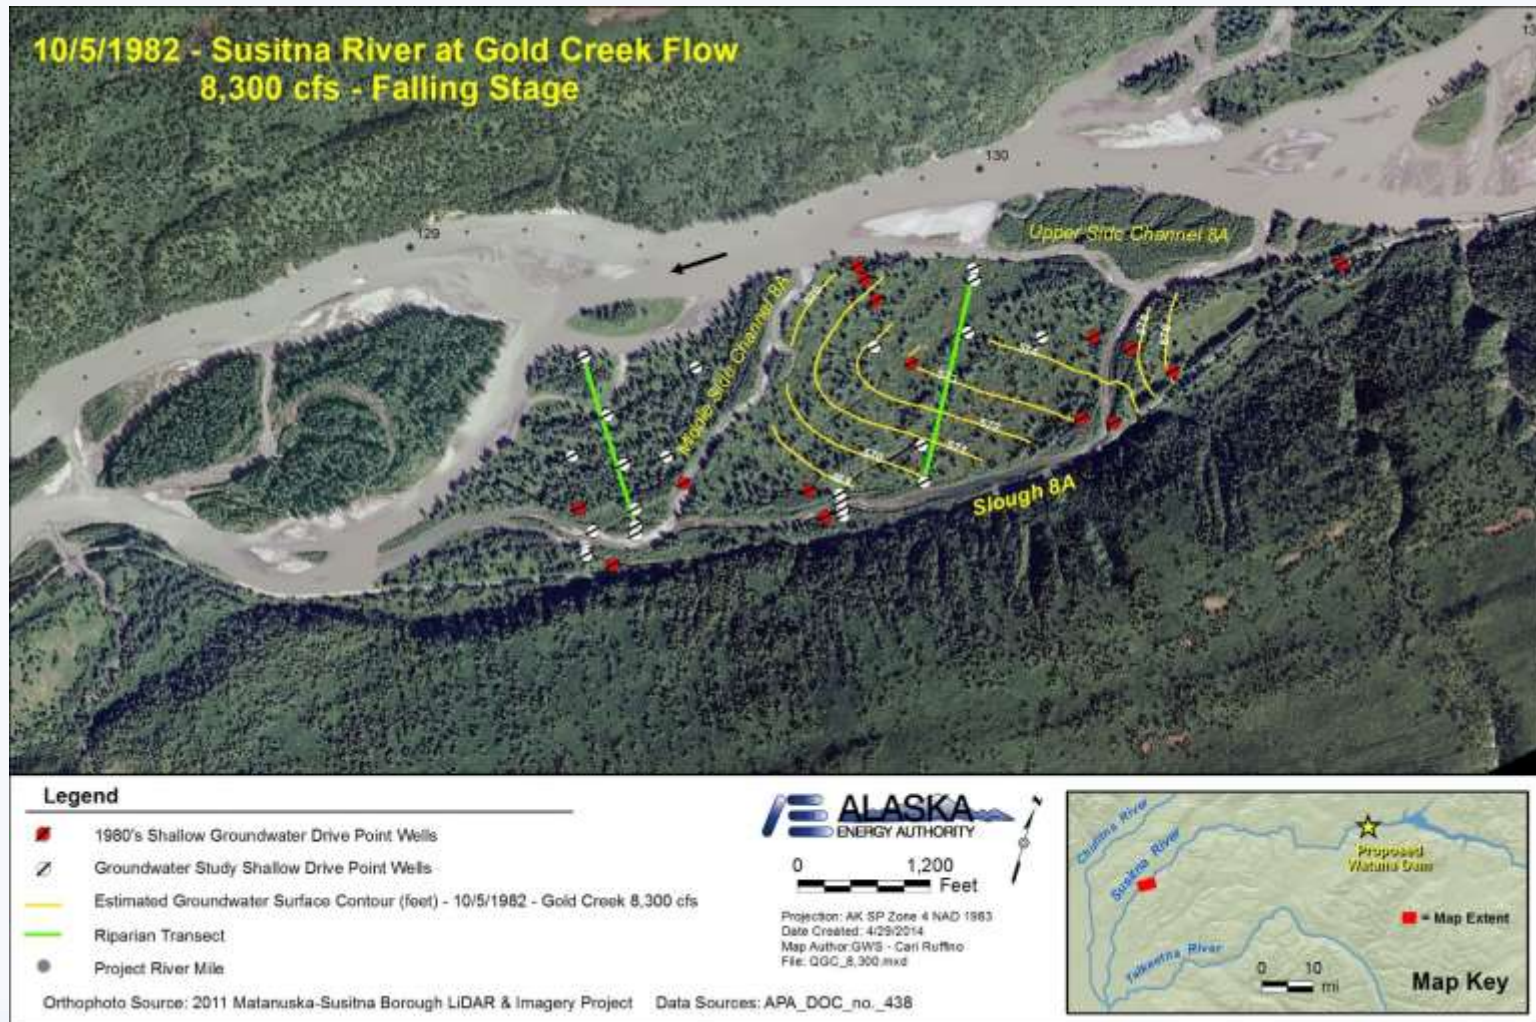 10/5/1982 - Susitna River at Gold Creek Flow
8,300 cfs - Falling Stage
130
129
Upper Side Channel 8A
Middle Side Channel 8A
Slough 8A
Legend
1980's Shallow Groundwater Drive Point Wells
Groundwater Study Shallow Drive Point Wells
Estimated Groundwater Surface Contour (feet) - 10/5/1982 - Gold Creek 8,300 cfs
Riparian Transect
Project River Mile
Orthophoto Source: 2011 Matanuska-Susitna Borough LiDAR & Imagery Project Data Sources: APA_DOC_no._438
ALASKA
ENERGY AUTHORITY
N
0 1,200
Feet
Projection: AK SP Zone 4 NAD 1983
Date Created: 4/29/2014
Map Author:GWS - Cari Ruffino
File: QGC_8,300.mxd
Chulitna River
Susitna River
Proposed
Watana Dam
= Map Extent
Talkeetna River
0 10
mi
Map Key